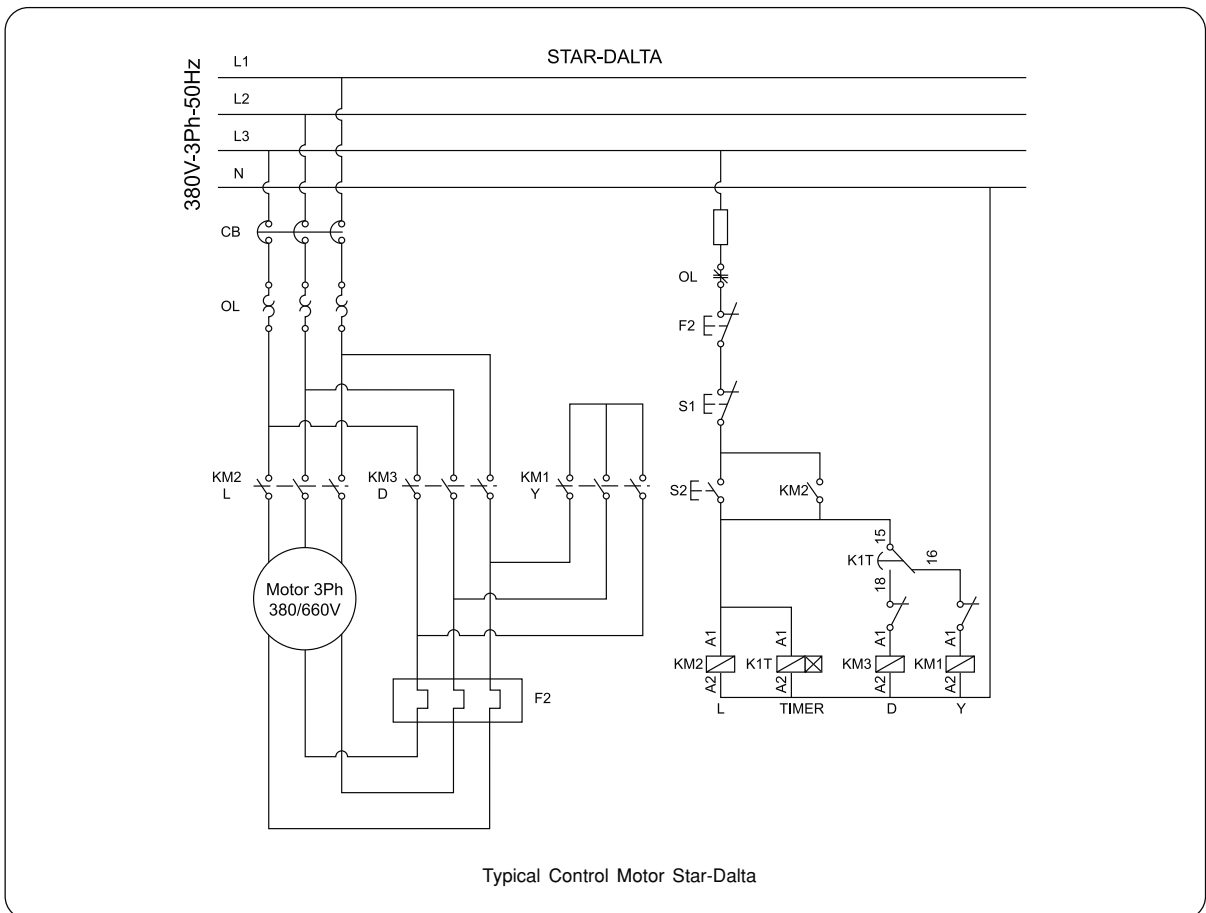 STAR-DALTA
380V-3Ph-50Hz
L1
L2
L3
N
CB
OL
OL
F2
S1
KM2
L
KM3
D
KM1
Y
S2
KM2
15
K1T
16
18
Motor 3Ph
380/660V
A1
A1
A1
A1
KM2
K1T
KM3
KM1
A2
A2
A2
A2
L
TIMER
D
Y
F2
Typical Control Motor Star-Dalta